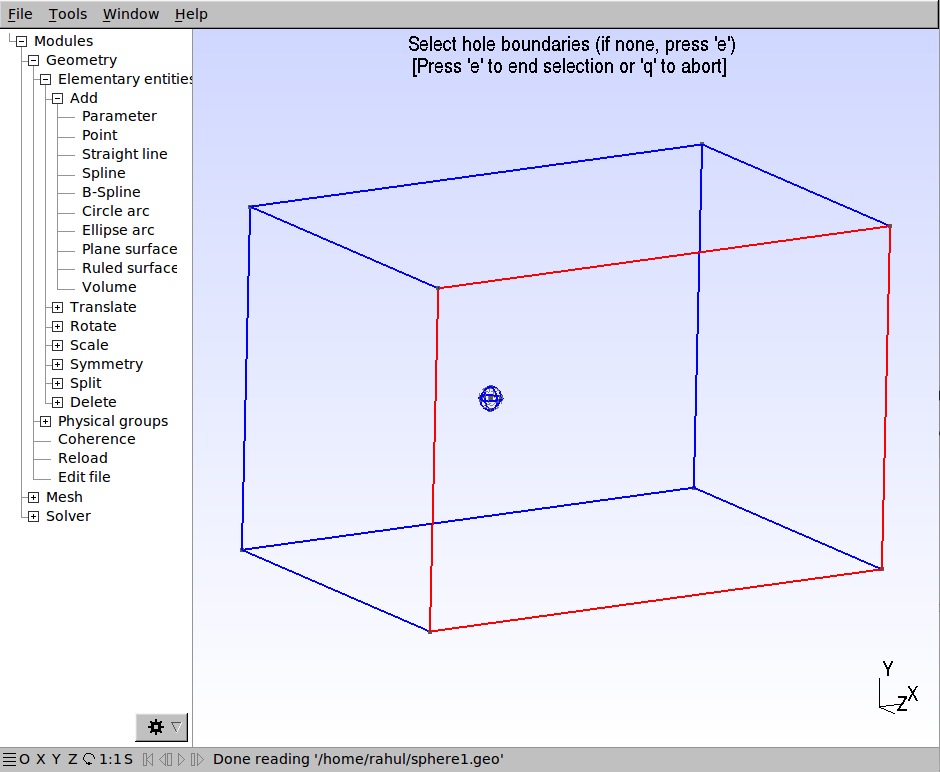 File Tools Window Help
Modules
Geometry
Elementary entities
Add
Parameter
Point
Straight line
Spline
B-Spline
Circle arc
Ellipse arc
Plane surface
Ruled surface
Volume
Translate
Rotate
Scale
Symmetry
Split
Delete
Physical groups
Coherence
Reload
Edit file
Mesh
Solver
Select hole boundaries (if none, press 'e')
[Press 'e' to end selection or 'q' to abort]
Y
X
Z
O X Y Z 1:1 S Done reading '/home/rahul/sphere1.geo'